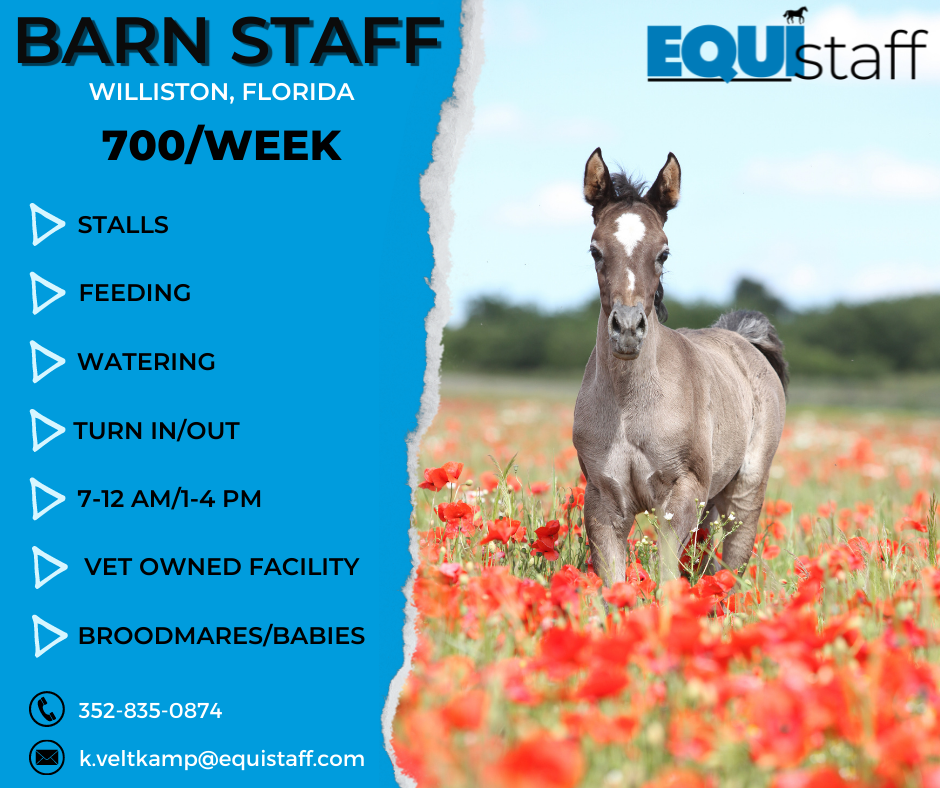 BARN STAFF
WILLISTON, FLORIDA
700/WEEK
STALLS
FEEDING
WATERING
TURN IN/OUT
7-12 AM/1-4 PM
VET OWNED FACILITY
BROODMARES/BABIES
352-835-0874
k.veltkamp@equistaff.com
EQUIstaff